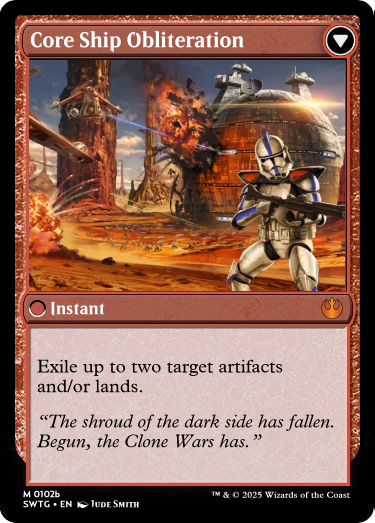 Core Ship Obliteration
Instant
Exile up to two target artifacts
and/or lands.
“The shroud of the dark side has fallen.
Begun, the Clone Wars has.”
M 0102b
SWTG • EN Jude Smith
™ & © 2025 Wizards of the Coast